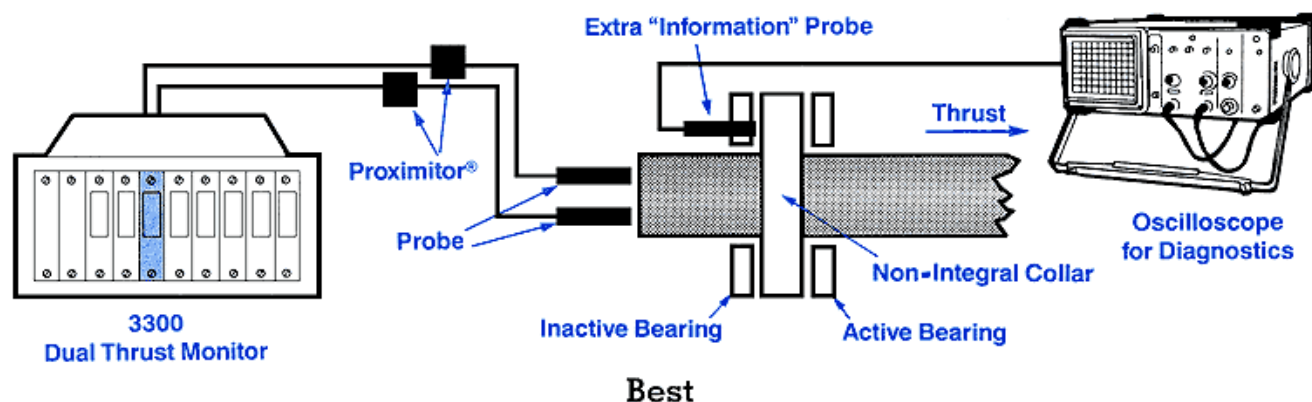 Extra "Information" Probe
Thrust
Proximitor®
Probe
Oscilloscope
for Diagnostics
Non-Integral Collar
Inactive Bearing
Active Bearing
3300
Dual Thrust Monitor
Best